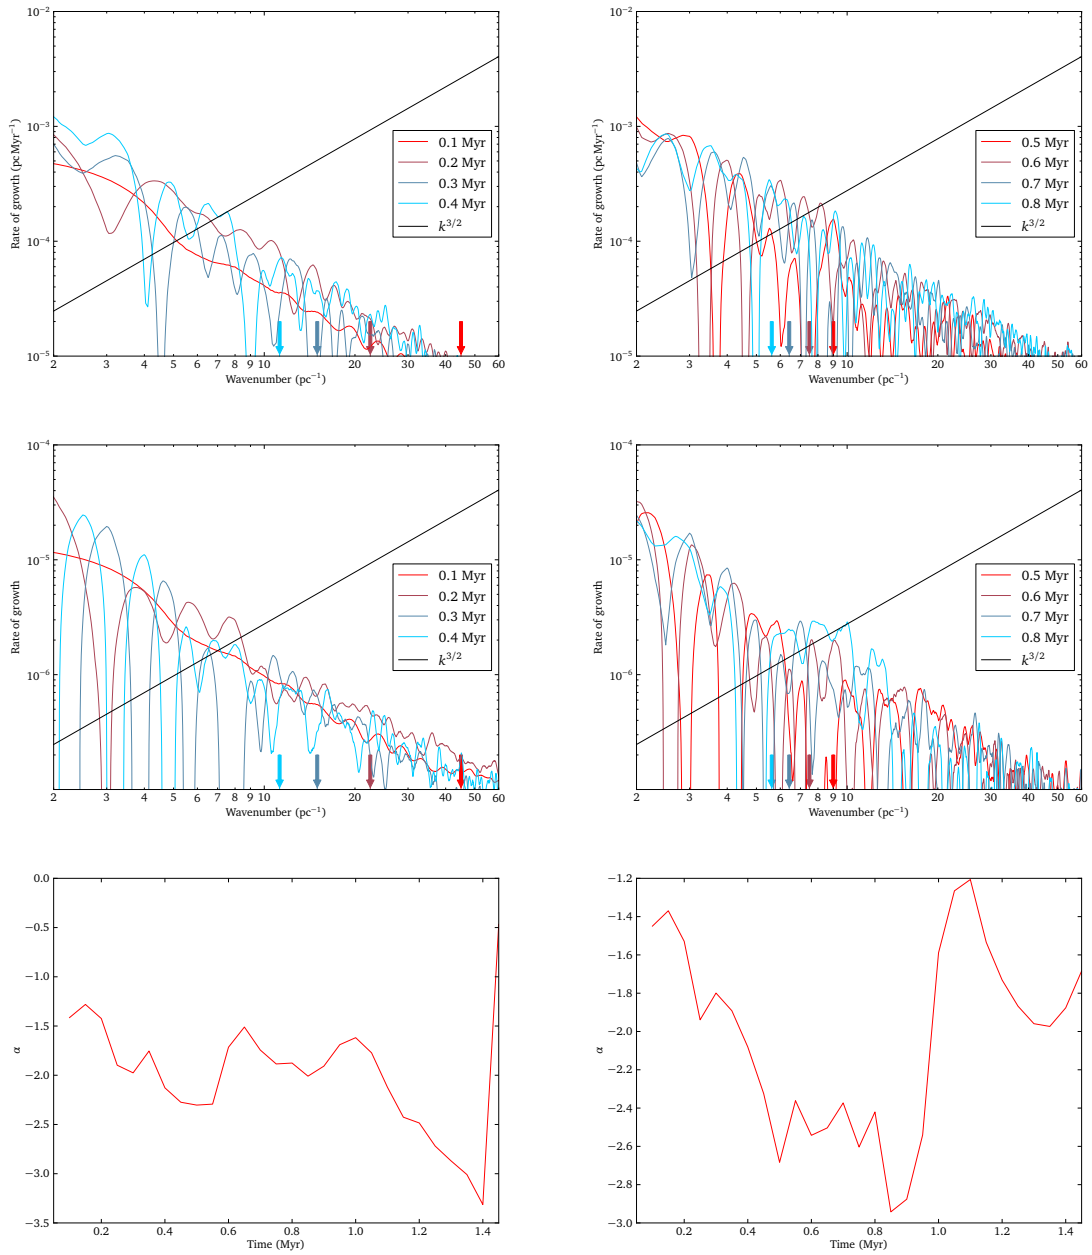 10⁻²
10⁻³
10⁻⁴
10⁻⁵
Rate of growth (pc Myr⁻¹)
0.1 Myr
0.2 Myr
0.3 Myr
0.4 Myr
k^{3/2}
2 3 4 5 6 7 8 9 10 20 30 40 50 60
Wavenumber (pc⁻¹)
10⁻²
10⁻³
10⁻⁴
10⁻⁵
Rate of growth (pc Myr⁻¹)
0.5 Myr
0.6 Myr
0.7 Myr
0.8 Myr
k^{3/2}
2 3 4 5 6 7 8 9 10 20 30 40 50 60
Wavenumber (pc⁻¹)
10⁻⁴
10⁻⁵
10⁻⁶
Rate of growth
0.1 Myr
0.2 Myr
0.3 Myr
0.4 Myr
k^{3/2}
2 3 4 5 6 7 8 9 10 20 30 40 50 60
Wavenumber (pc⁻¹)
10⁻⁴
10⁻⁵
10⁻⁶
Rate of growth
0.5 Myr
0.6 Myr
0.7 Myr
0.8 Myr
k^{3/2}
2 3 4 5 6 7 8 9 10 20 30 40 50 60
Wavenumber (pc⁻¹)
0.0
−0.5
−1.0
−1.5
−2.0
−2.5
−3.0
−3.5
α
0.2 0.4 0.6 0.8 1.0 1.2 1.4
Time (Myr)
−1.2
−1.4
−1.6
−1.8
−2.0
−2.2
−2.4
−2.6
−2.8
−3.0
α
0.2 0.4 0.6 0.8 1.0 1.2 1.4
Time (Myr)